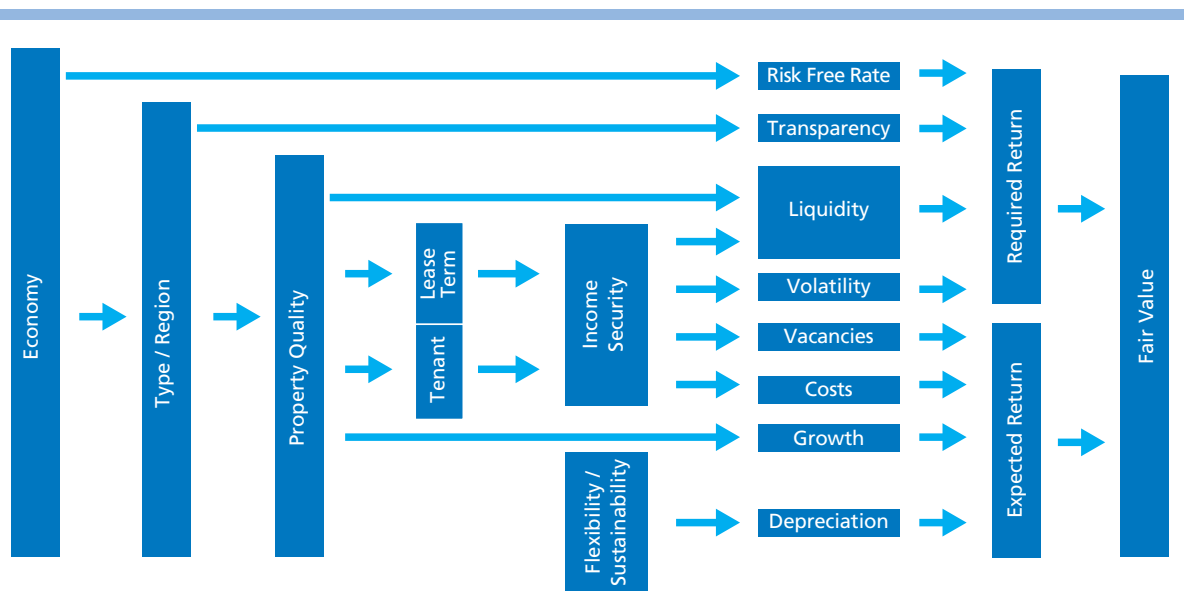 Economy
Type / Region
Property Quality
Lease
Term
Tenant
Income
Security
Flexibility /
Sustainability
Risk Free Rate
Transparency
Liquidity
Volatility
Vacancies
Costs
Growth
Depreciation
Required Return
Expected Return
Fair Value